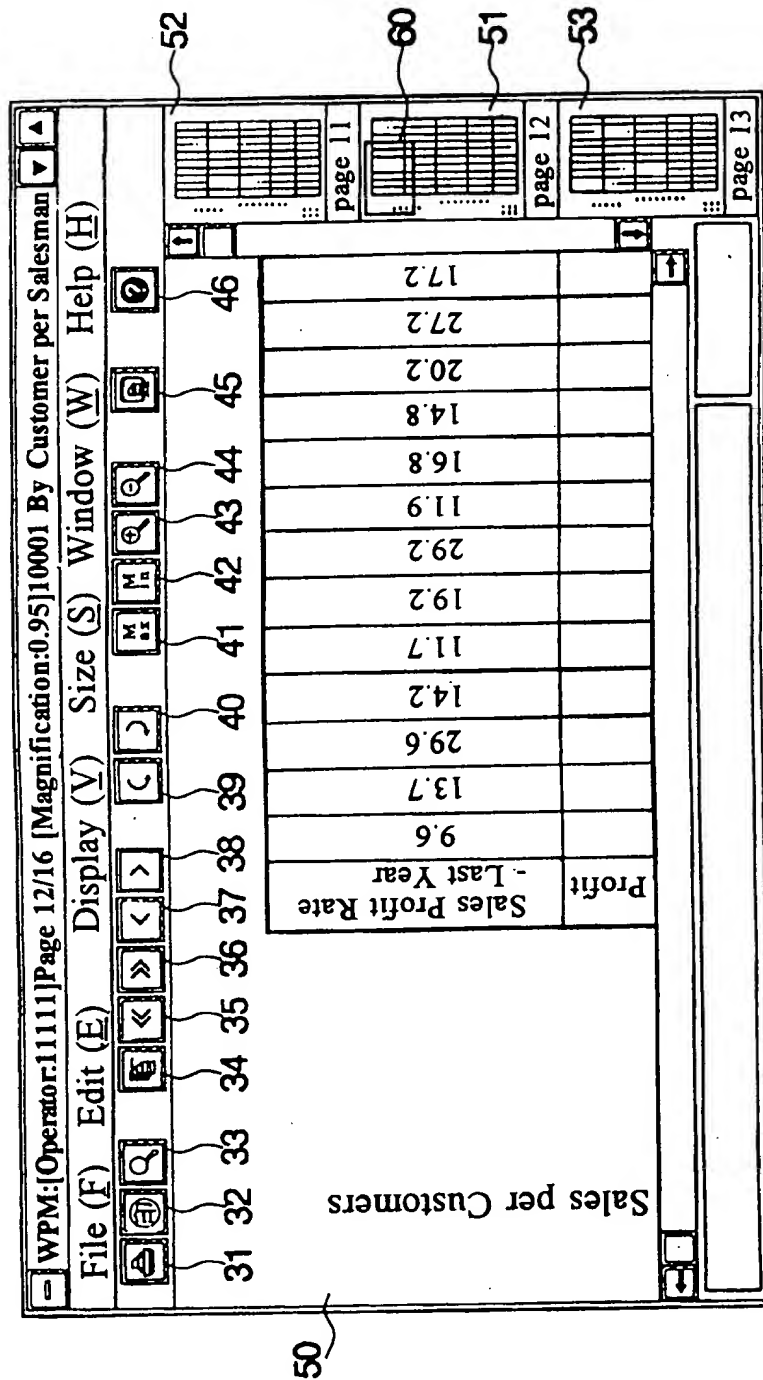 WPM:[Operator:11111]Page 12/16 [Magnification:0.95]10001 By Customer per Salesman
File (F) Edit (E) Display (V) Size (S) Window (W) Help (H)
Max
Min
31 32 33 34 35 36 37 38 39 40 41 42 43 44 45 46
50
52
60
51
53
page 11
page 12
page 13
Sales per Customers
Sales Profit Rate
- Last Year
9.6
13.7
29.6
14.2
11.7
19.2
29.2
11.9
16.8
14.8
20.2
27.2
17.2
Profit